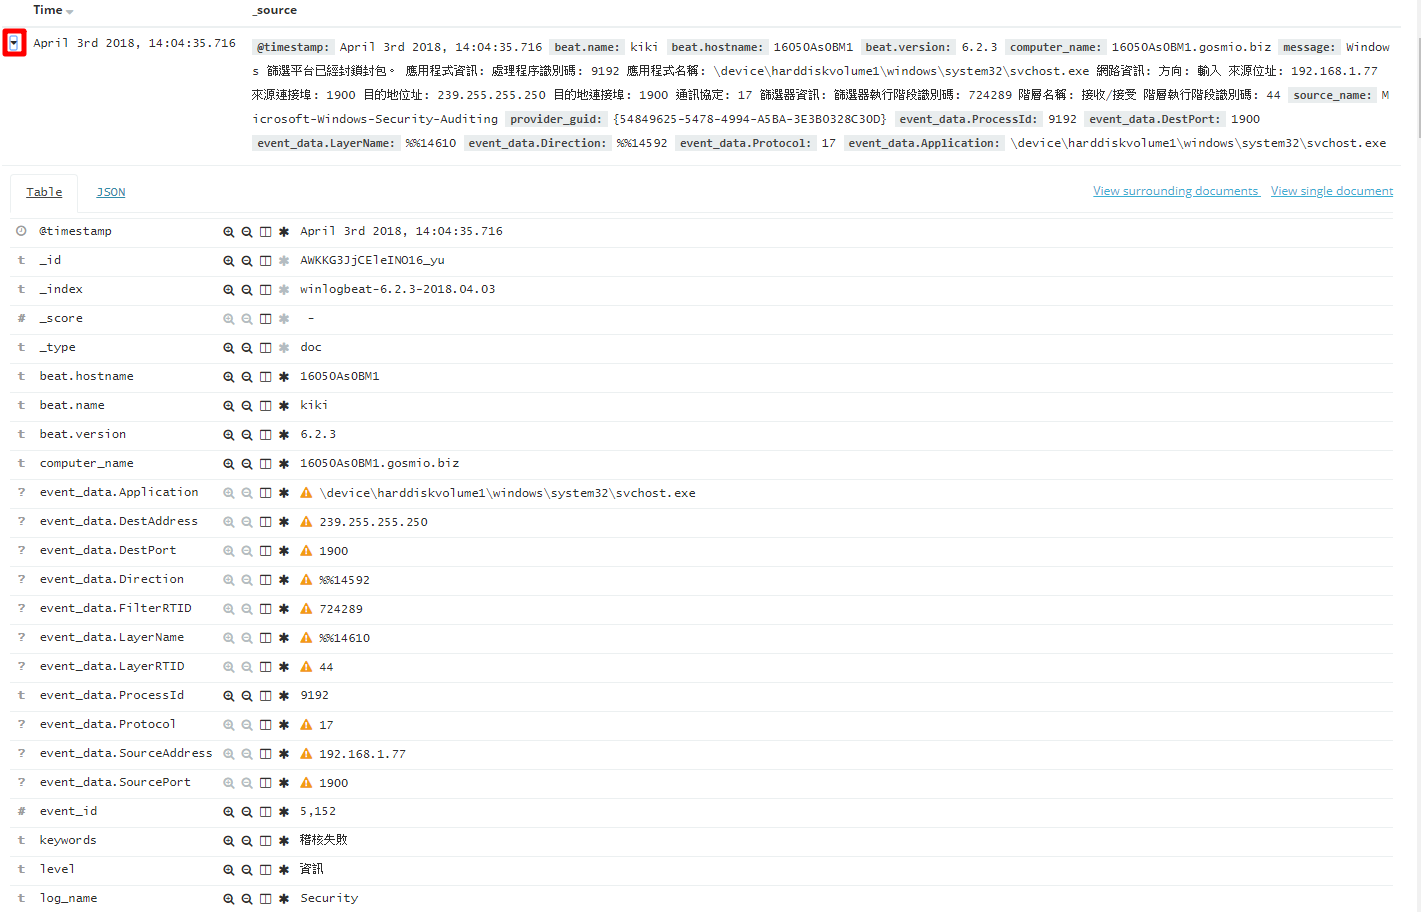 Time _source
April 3rd 2018, 14:04:35.716 @timestamp: April 3rd 2018, 14:04:35.716 beat.name: kiki beat.hostname: 16050As0BM1 beat.version: 6.2.3 computer_name: 16050As0BM1.gosmio.biz message: Window
s 篩選平台已經封鎖封包。 應用程式資訊: 處理程序識別碼: 9192 應用程式名稱: \device\harddiskvolume1\windows\system32\svchost.exe 網路資訊: 方向: 輸入 來源位址: 192.168.1.77
來源連接埠: 1900 目的地位址: 239.255.255.250 目的地連接埠: 1900 通訊協定: 17 篩選器資訊: 篩選器執行階段識別碼: 724289 階層名稱: 接收/接受 階層執行階段識別碼: 44 source_name: M
icrosoft-Windows-Security-Auditing provider_guid: {54849625-5478-4994-A5BA-3E3B0328C30D} event_data.ProcessId: 9192 event_data.DestPort: 1900
event_data.LayerName: %%14610 event_data.Direction: %%14592 event_data.Protocol: 17 event_data.Application: \device\harddiskvolume1\windows\system32\svchost.exe
Table JSON View surrounding documents View single document
@timestamp April 3rd 2018, 14:04:35.716
t _id AWKKG3JjCEleINO16_yu
t _index winlogbeat-6.2.3-2018.04.03
# _score -
t _type doc
t beat.hostname 16050As0BM1
t beat.name kiki
t beat.version 6.2.3
t computer_name 16050As0BM1.gosmio.biz
? event_data.Application \device\harddiskvolume1\windows\system32\svchost.exe
? event_data.DestAddress 239.255.255.250
? event_data.DestPort 1900
? event_data.Direction %%14592
? event_data.FilterRTID 724289
? event_data.LayerName %%14610
? event_data.LayerRTID 44
t event_data.ProcessId 9192
? event_data.Protocol 17
? event_data.SourceAddress 192.168.1.77
? event_data.SourcePort 1900
# event_id 5,152
t keywords 稽核失敗
t level 資訊
t log_name Security